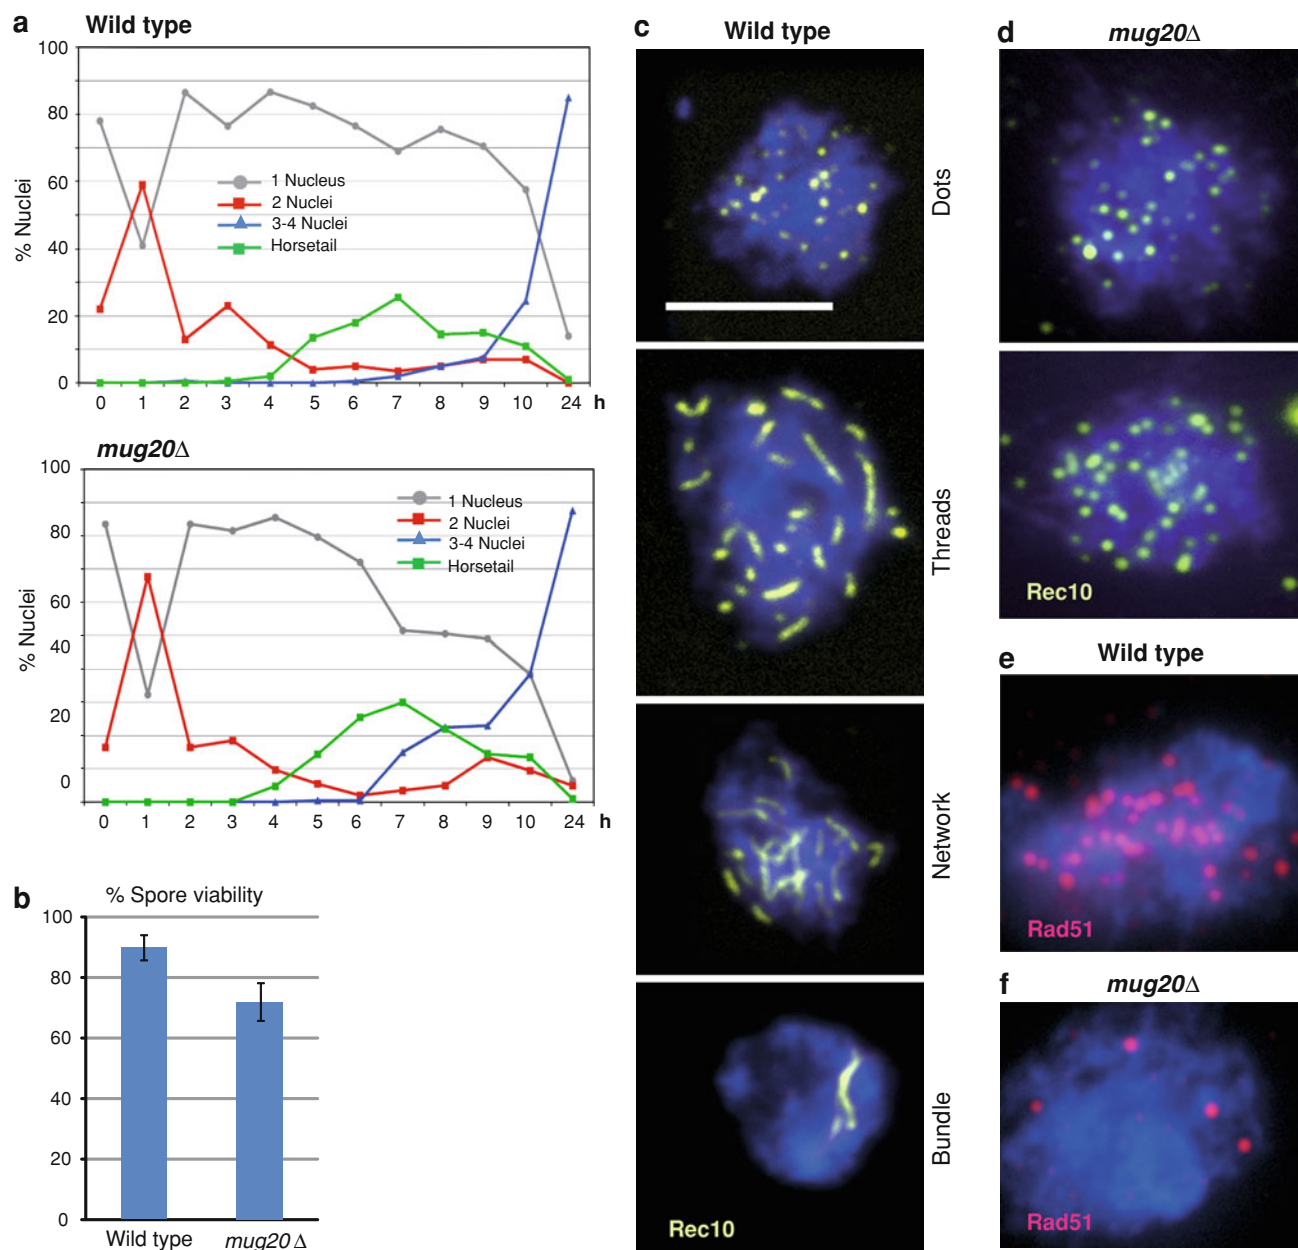 a
Wild type
100
80
60
40
20
0
% Nuclei
1 Nucleus
2 Nuclei
3-4 Nuclei
Horsetail
0 1 2 3 4 5 6 7 8 9 10 24 h
mug20Δ
100
80
60
40
20
0
% Nuclei
1 Nucleus
2 Nuclei
3-4 Nuclei
Horsetail
0 1 2 3 4 5 6 7 8 9 10 24 h
b
% Spore viability
100
80
60
40
20
0
Wild type mug20Δ
c
Wild type
Dots
Threads
Network
Bundle
Rec10
d
mug20Δ
Rec10
e
Wild type
Rad51
f
mug20Δ
Rad51